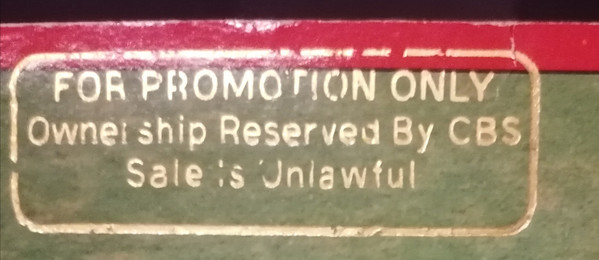 FOR PROMOTION ONLY
Ownership Reserved By CBS
Sale is Unlawful